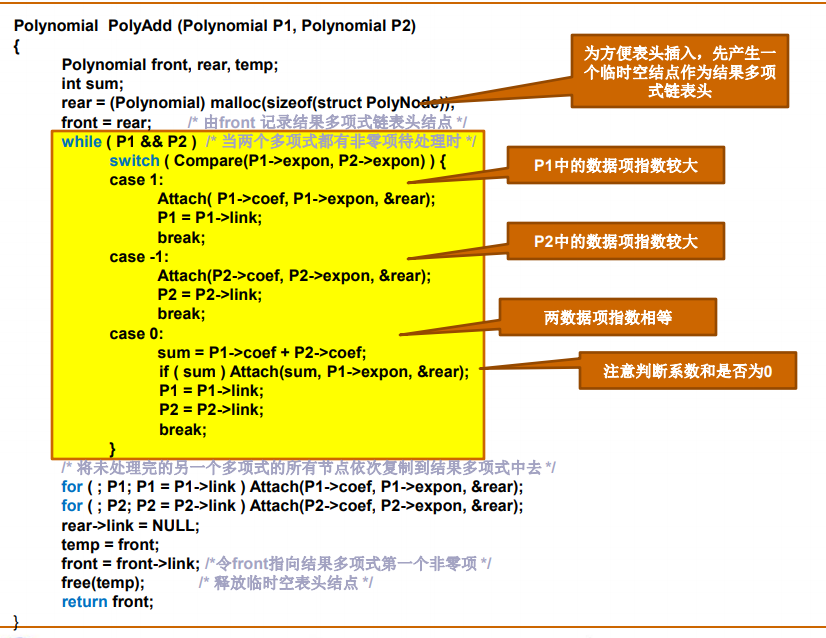 Polynomial PolyAdd (Polynomial P1, Polynomial P2)
{
Polynomial front, rear, temp;
int sum;
rear = (Polynomial) malloc(sizeof(struct PolyNode));
front = rear; /* 由front 记录结果多项式链表头结点 */
while ( P1 && P2 ) /* 当两个多项式都有非零项待处理时 */
switch ( Compare(P1->expon, P2->expon) ) {
case 1:
Attach( P1->coef, P1->expon, &rear);
P1 = P1->link;
break;
case -1:
Attach(P2->coef, P2->expon, &rear);
P2 = P2->link;
break;
case 0:
sum = P1->coef + P2->coef;
if ( sum ) Attach(sum, P1->expon, &rear);
P1 = P1->link;
P2 = P2->link;
break;
}
/* 将未处理完的另一个多项式的所有节点依次复制到结果多项式中去 */
for ( ; P1; P1 = P1->link ) Attach(P1->coef, P1->expon, &rear);
for ( ; P2; P2 = P2->link ) Attach(P2->coef, P2->expon, &rear);
rear->link = NULL;
temp = front;
front = front->link; /*令front指向结果多项式第一个非零项 */
free(temp); /* 释放临时空表头结点 */
return front;
}
为方便表头插入，先产生一
个临时空结点作为结果多项
式链表头
P1中的数据项指数较大
P2中的数据项指数较大
两数据项指数相等
注意判断系数和是否为0